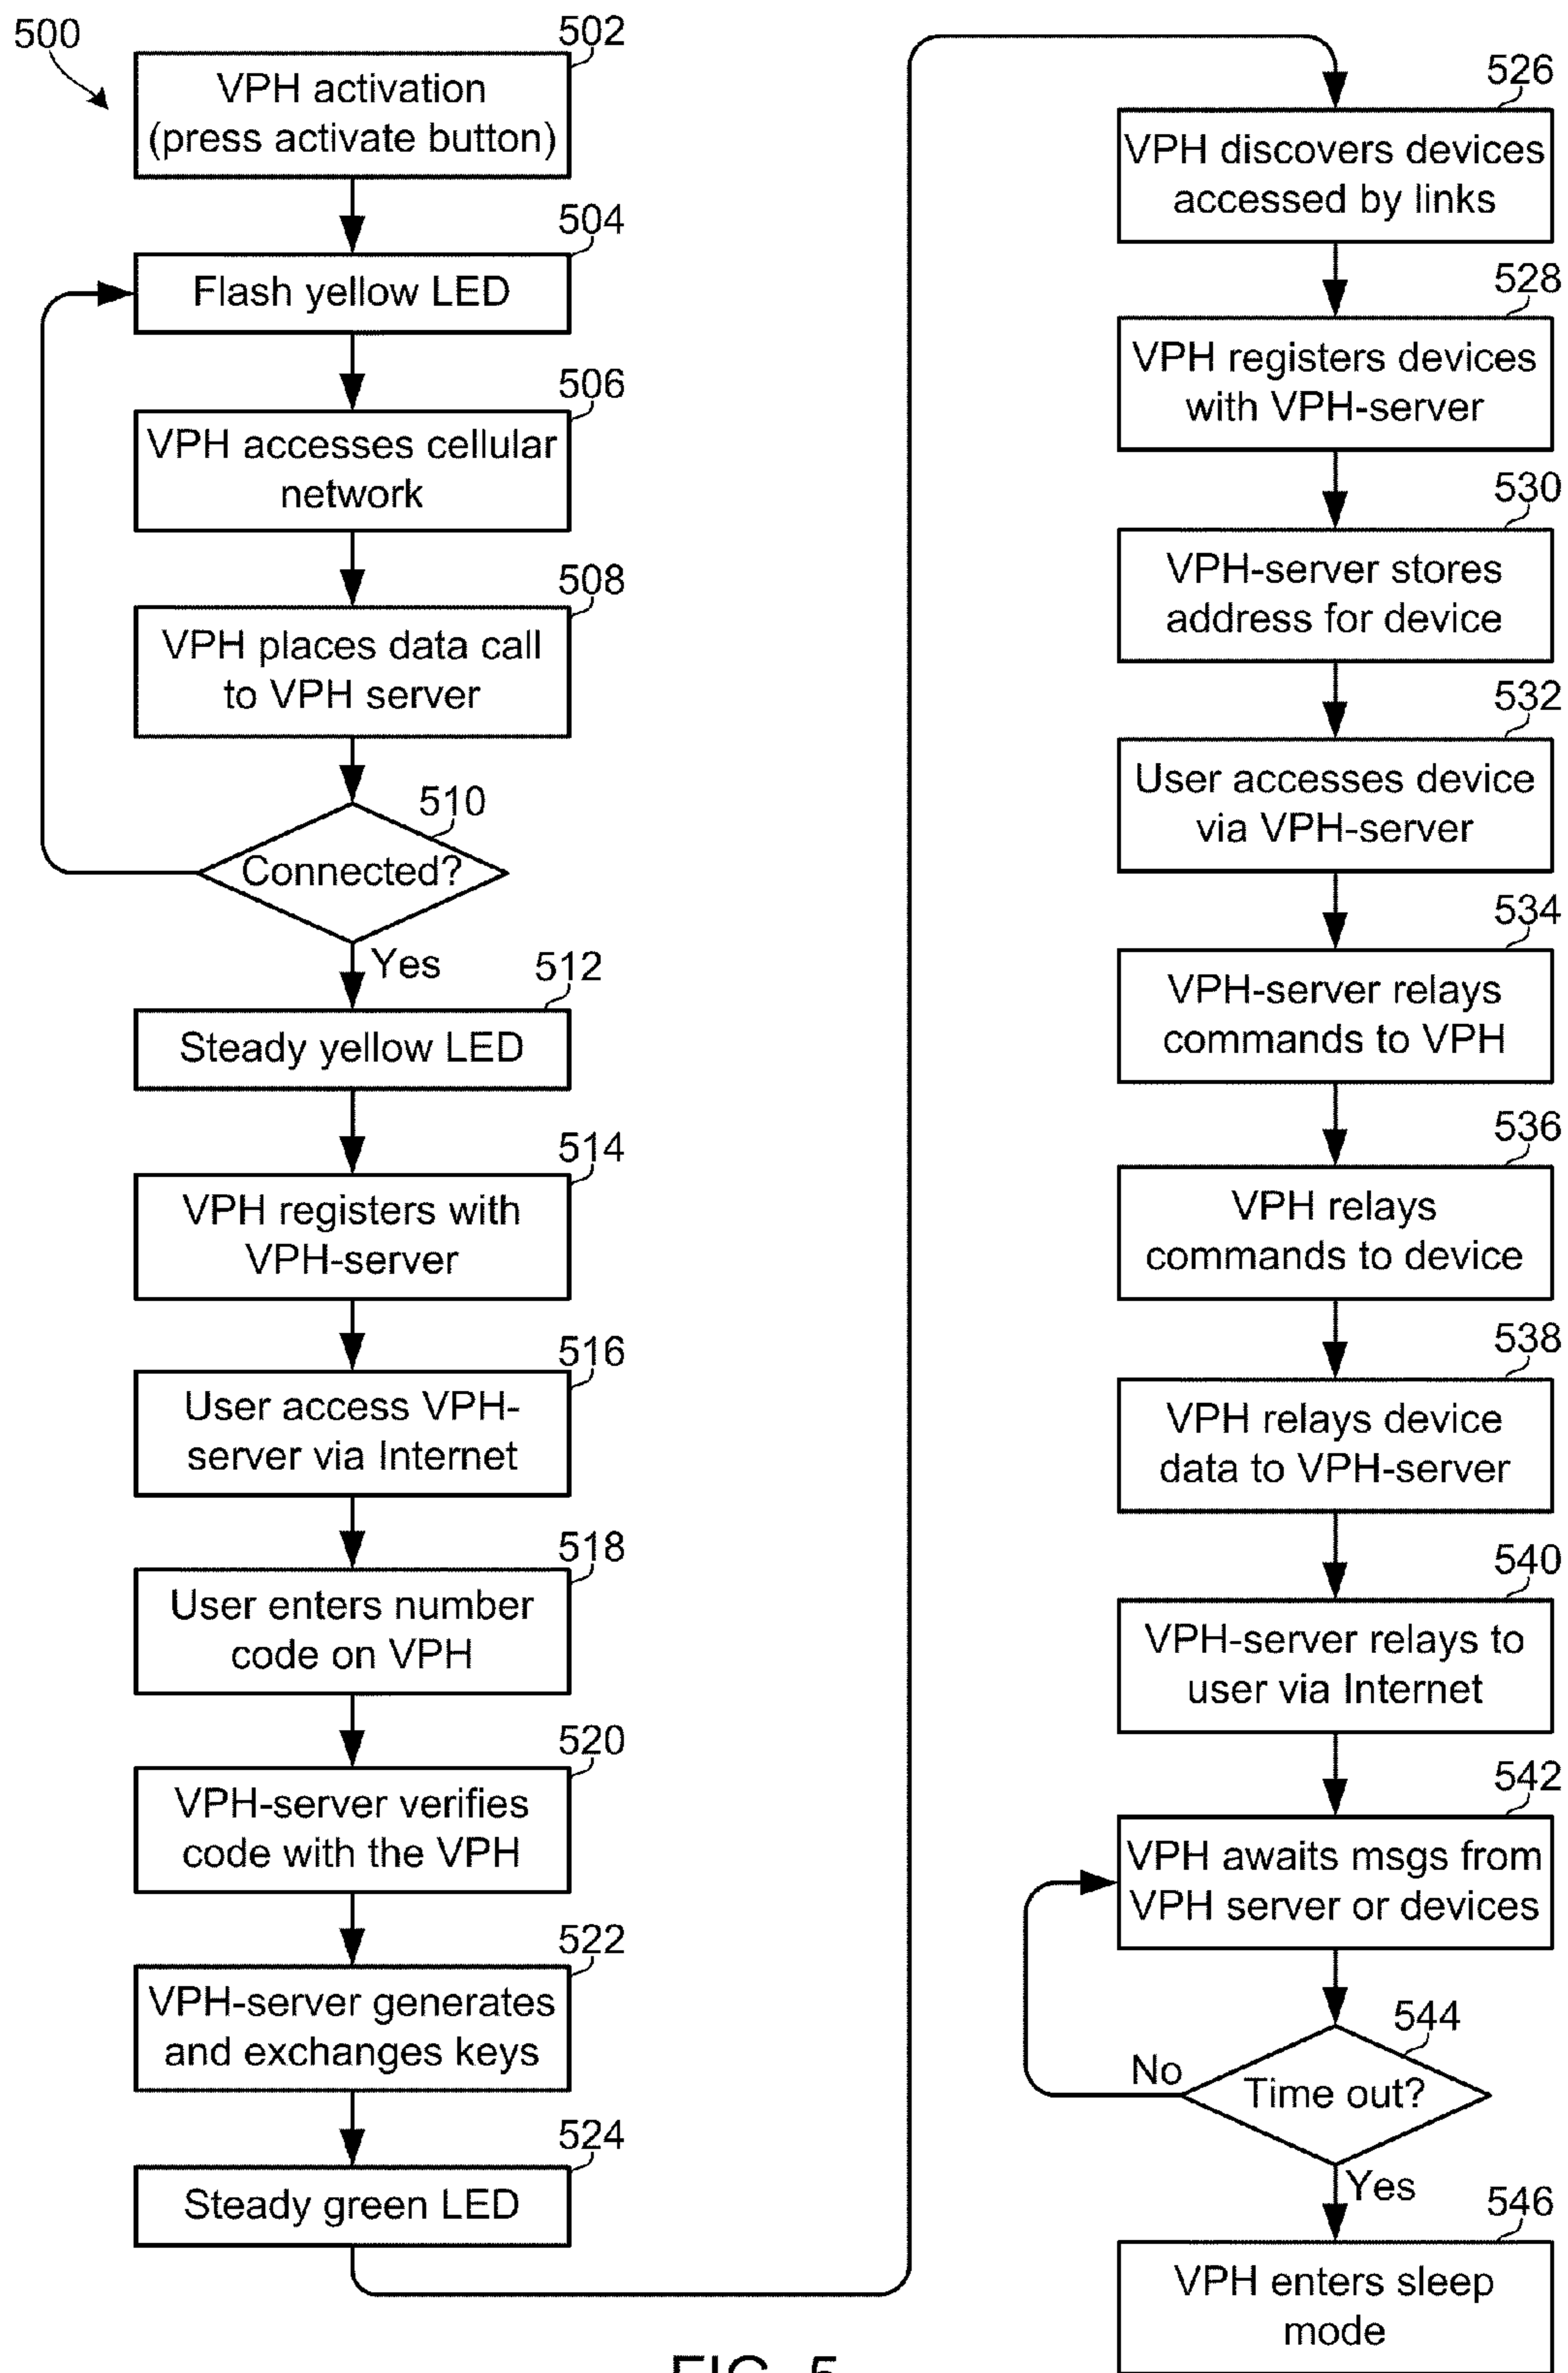 500
502
VPH activation
(press activate button)
504
Flash yellow LED
506
VPH accesses cellular
network
508
VPH places data call
to VPH server
510
Connected?
Yes
512
Steady yellow LED
514
VPH registers with
VPH-server
516
User access VPH-
server via Internet
518
User enters number
code on VPH
520
VPH-server verifies
code with the VPH
522
VPH-server generates
and exchanges keys
524
Steady green LED
526
VPH discovers devices
accessed by links
528
VPH registers devices
with VPH-server
530
VPH-server stores
address for device
532
User accesses device
via VPH-server
534
VPH-server relays
commands to VPH
536
VPH relays
commands to device
538
VPH relays device
data to VPH-server
540
VPH-server relays to
user via Internet
542
VPH awaits msgs from
VPH server or devices
544
Time out?
No
Yes
546
VPH enters sleep
mode
FIG. 5